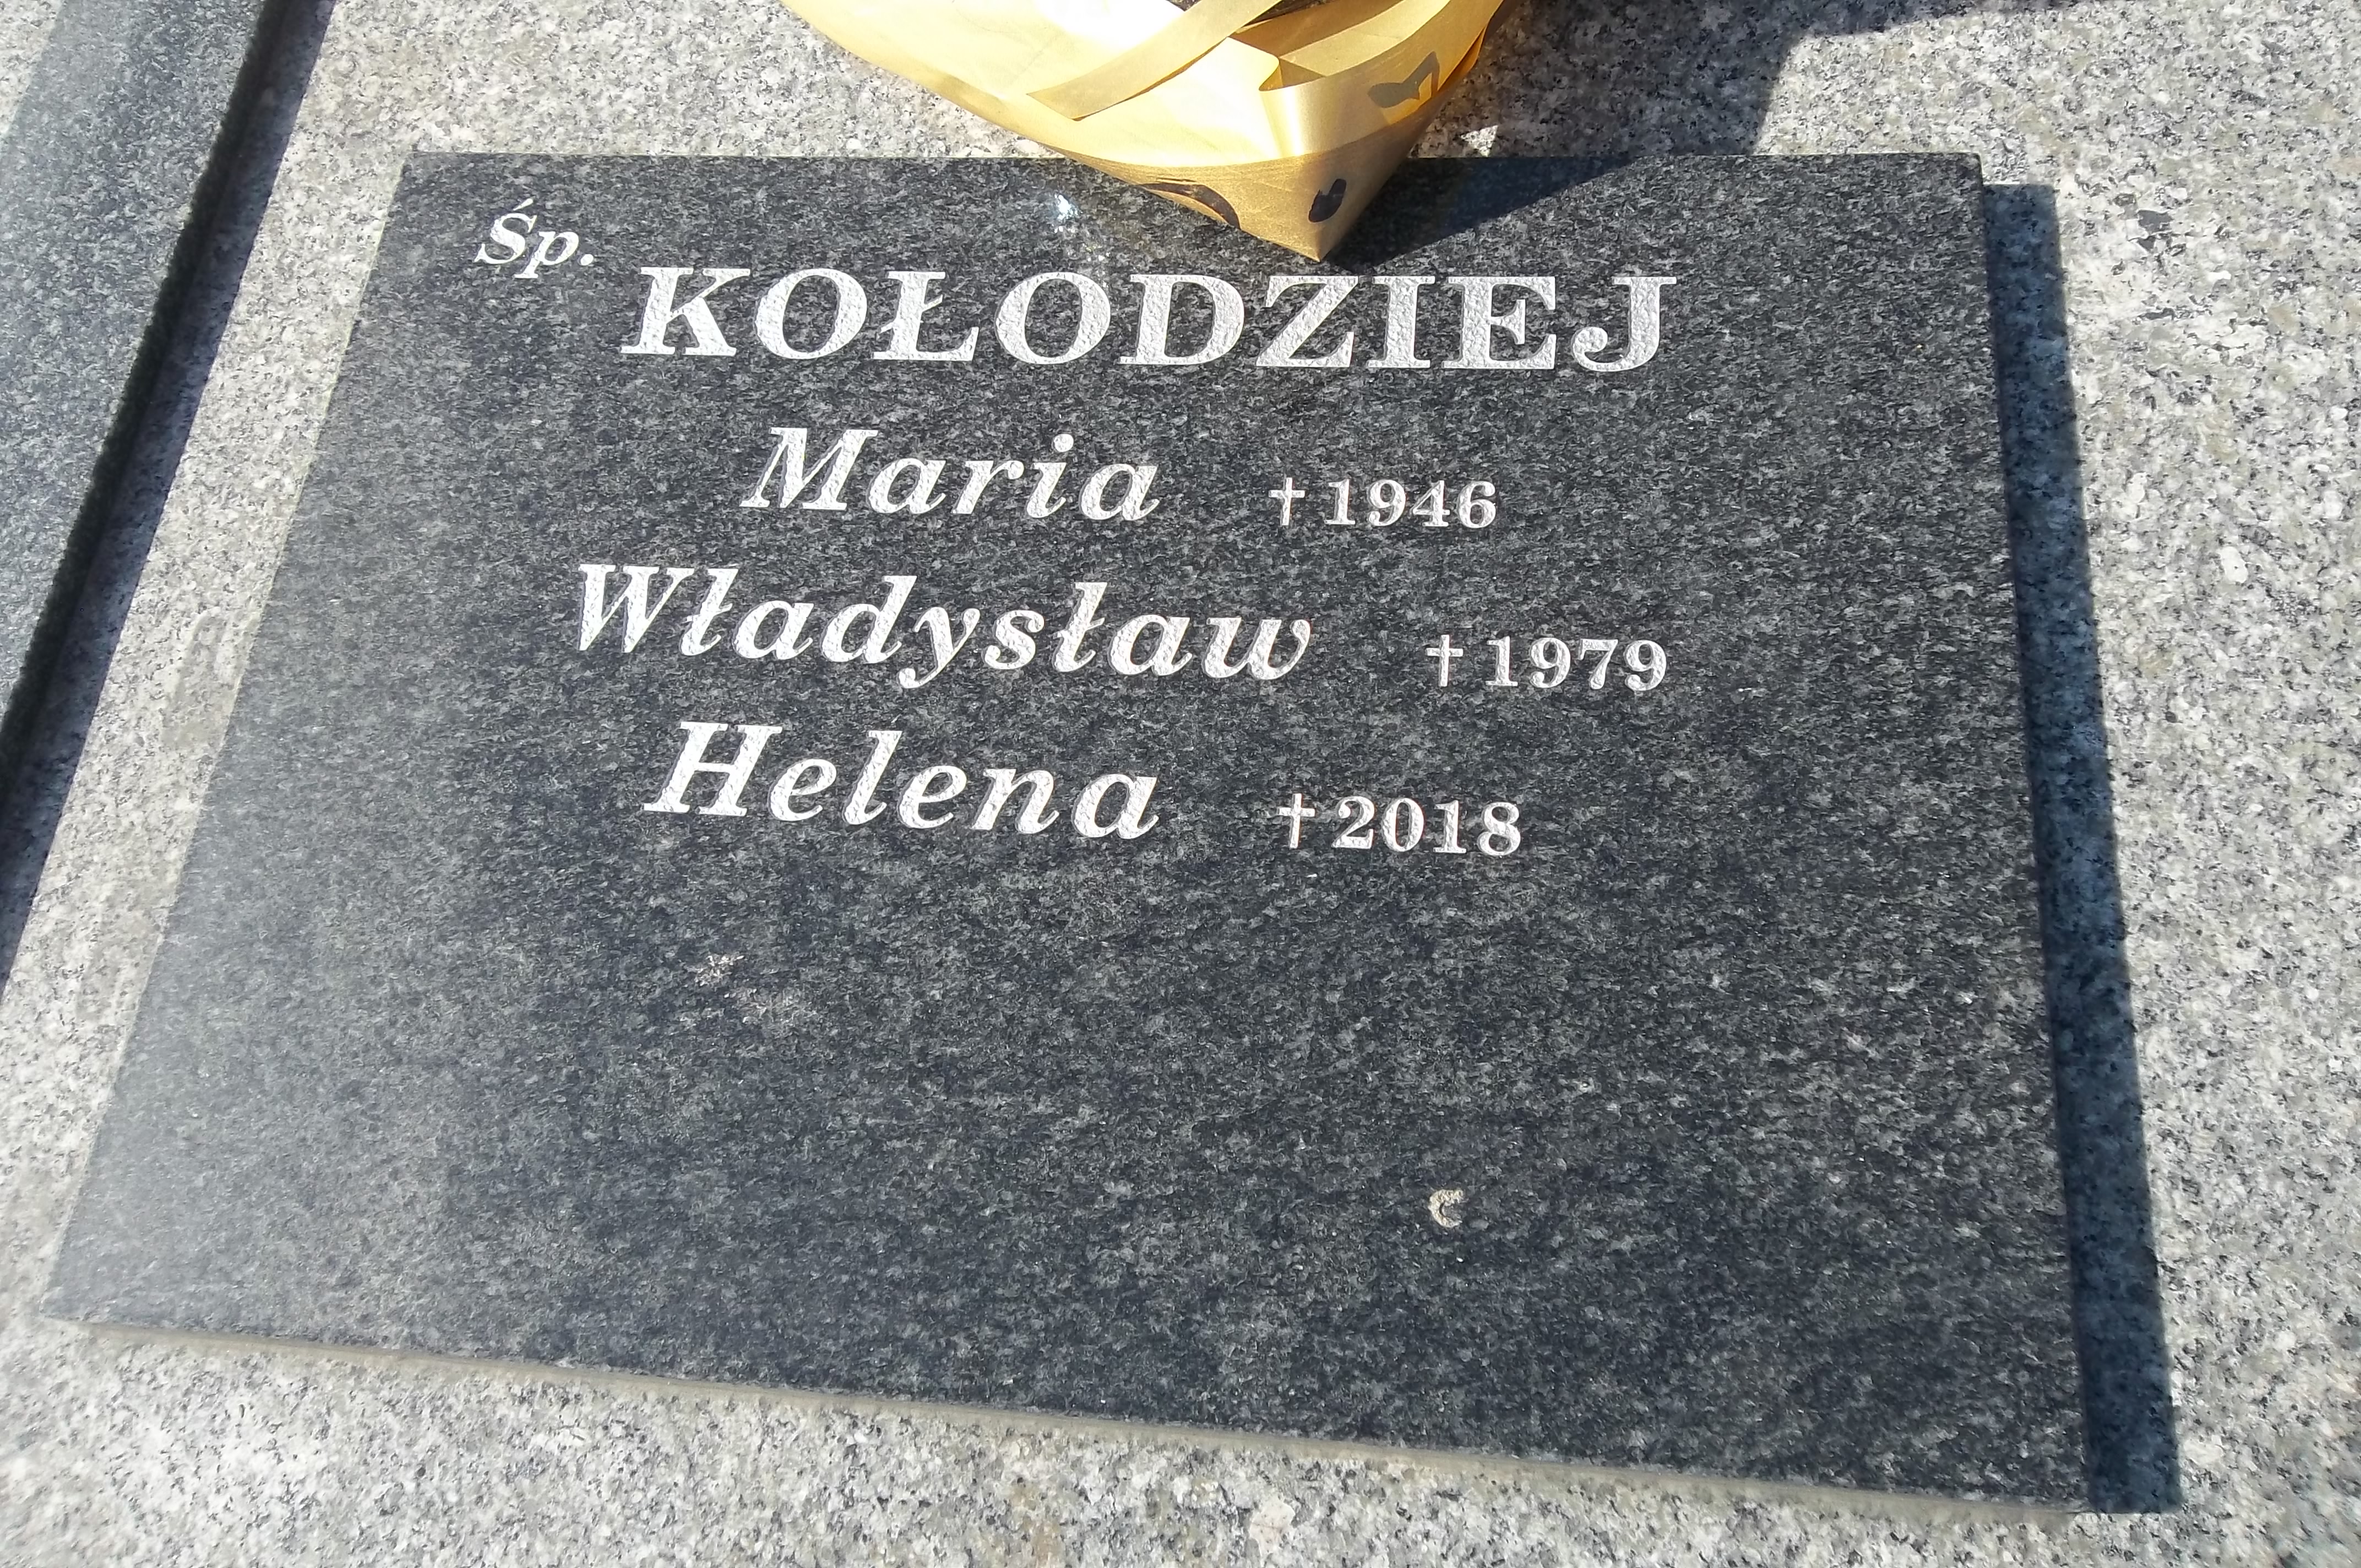 Śp.
KOŁODZIEJ
Maria †1946
Władysław †1979
Helena †2018